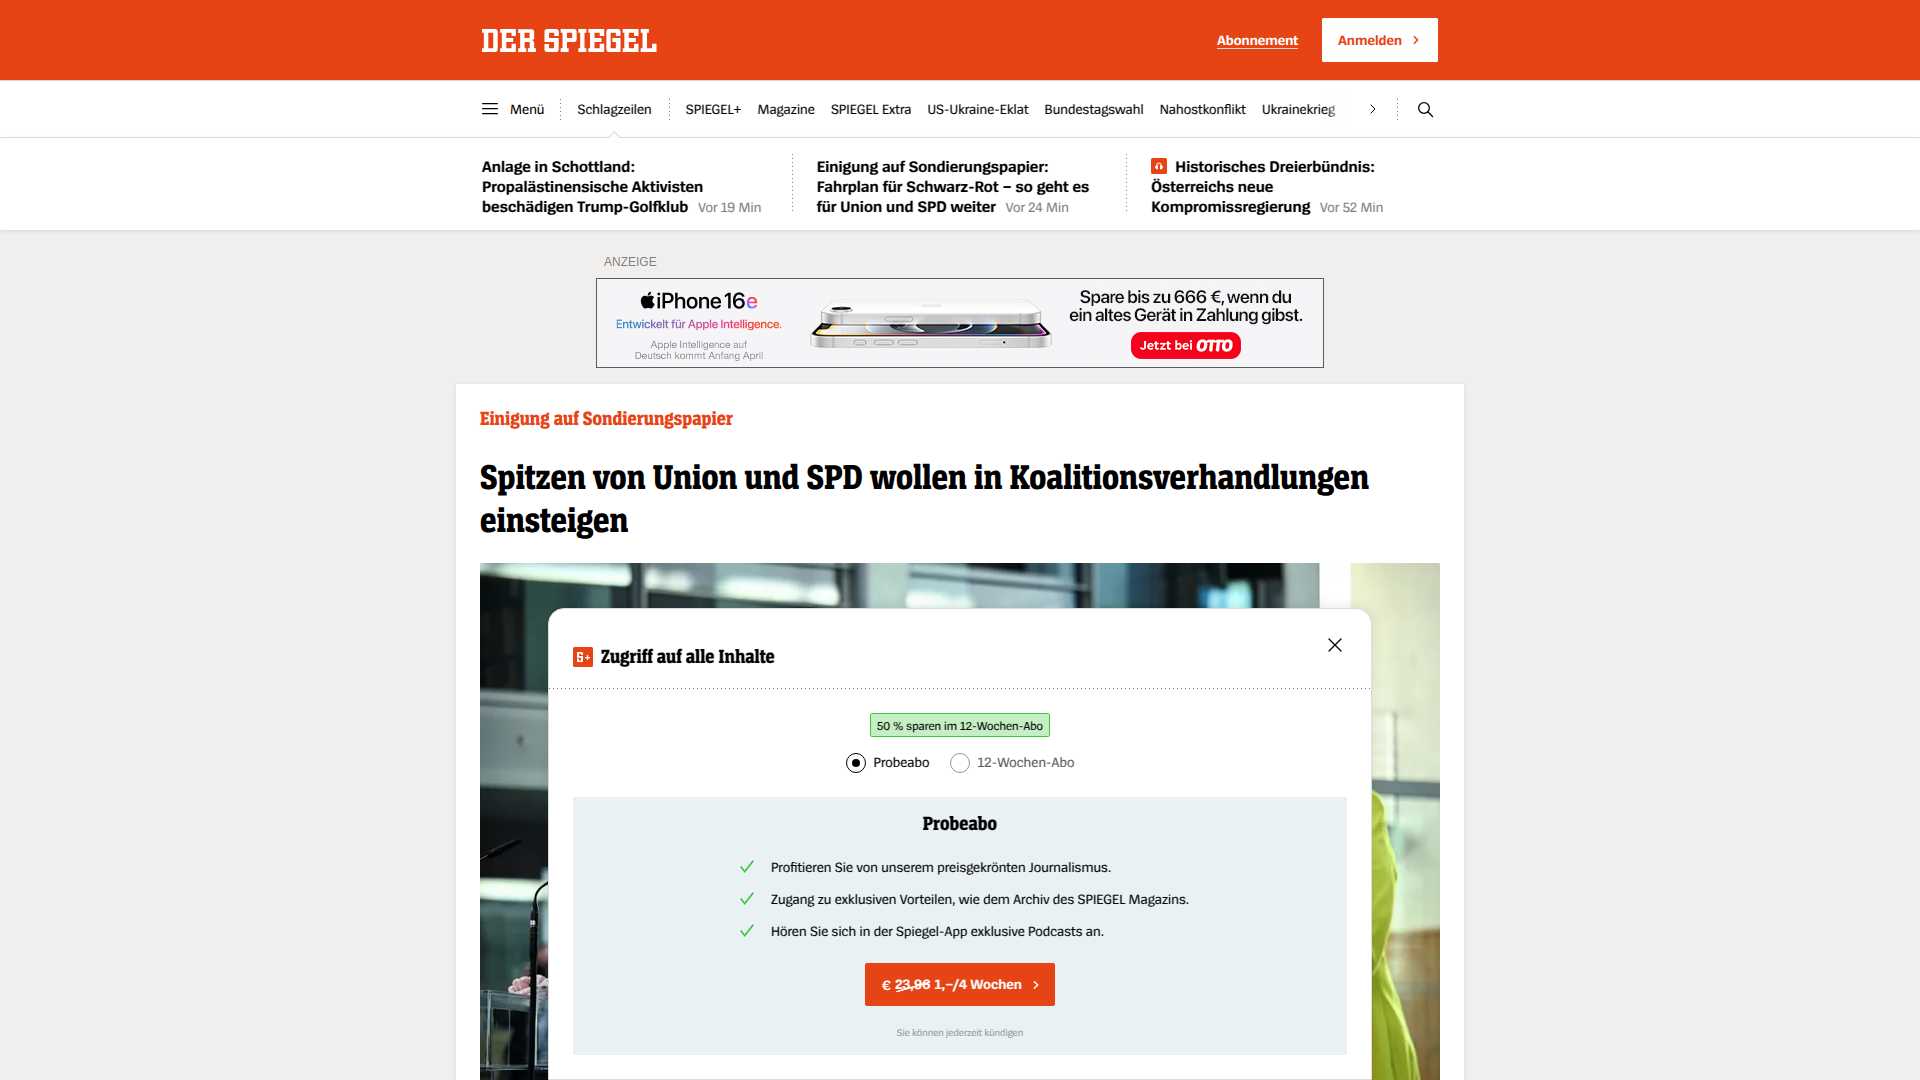 DER SPIEGEL
Abonnement
Anmelden
Menü
Schlagzeilen
SPIEGEL+
Magazine
SPIEGEL Extra
US-Ukraine-Eklat
Bundestagswahl
Nahostkonflikt
Ukrainekrieg
Anlage in Schottland:
Propalästinensische Aktivisten
beschädigen Trump-Golfklub Vor 19 Min
Einigung auf Sondierungspapier:
Fahrplan für Schwarz-Rot – so geht es
für Union und SPD weiter Vor 24 Min
Historisches Dreierbündnis:
Österreichs neue
Kompromissregierung Vor 52 Min
ANZEIGE
iPhone 16e
Entwickelt für Apple Intelligence.
Apple Intelligence auf
Deutsch kommt Anfang April
Spare bis zu 666 €, wenn du
ein altes Gerät in Zahlung gibst.
Jetzt bei OTTO
Einigung auf Sondierungspapier
Spitzen von Union und SPD wollen in Koalitionsverhandlungen
einsteigen
S+ Zugriff auf alle Inhalte
50 % sparen im 12-Wochen-Abo
Probeabo
12-Wochen-Abo
Probeabo
Profitieren Sie von unserem preisgekrönten Journalismus.
Zugang zu exklusiven Vorteilen, wie dem Archiv des SPIEGEL Magazins.
Hören Sie sich in der Spiegel-App exklusive Podcasts an.
€ 23,96 1,–/4 Wochen
Sie können jederzeit kündigen